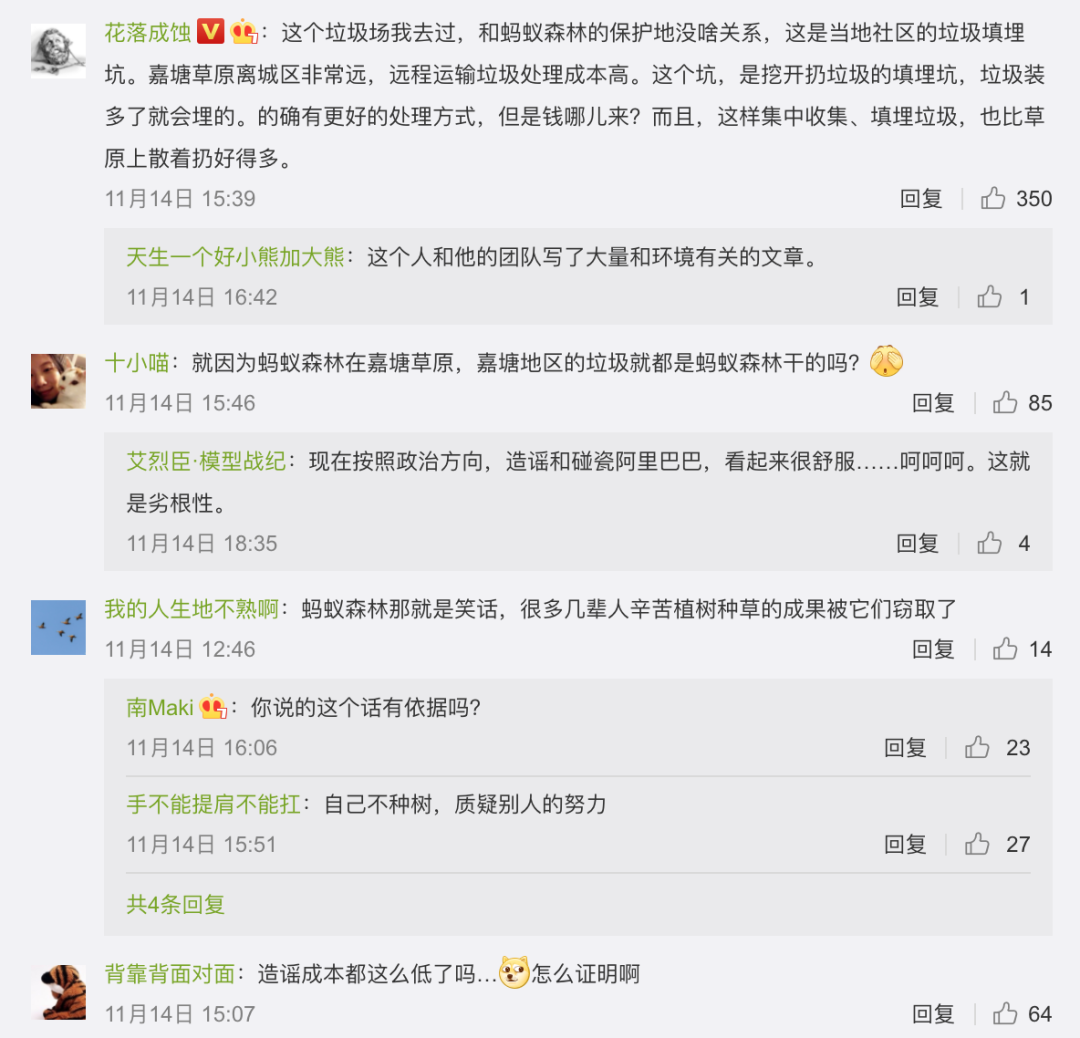 花落成蚀V：这个垃圾场我去过，和蚂蚁森林的保护地没啥关系，这是当地社区的垃圾填埋
坑。嘉塘草原离城区非常远，远程运输垃圾处理成本高。这个坑，是挖开扔垃圾的填埋坑，垃圾装
多了就会埋的。的确有更好的处理方式，但是钱哪儿来？而且，这样集中收集、填埋垃圾，也比草
原上散着扔好得多。
11月14日 15:39 回复 350
天生一个好小熊加大熊：这个人和他的团队写了大量和环境有关的文章。
11月14日 16:42 回复 1
十小喵：就因为蚂蚁森林在嘉塘草原，嘉塘地区的垃圾就都是蚂蚁森林干的吗？
11月14日 15:46 回复 85
艾烈臣·模型战纪：现在按照政治方向，造谣和碰瓷阿里巴巴，看起来很舒服……呵呵呵。这就
是劣根性。
11月14日 18:35 回复 4
我的人生地不熟啊：蚂蚁森林那就是笑话，很多几辈人辛苦植树种草的成果被它们窃取了
11月14日 12:46 回复 14
南Maki：你说的这个话有依据吗？
11月14日 16:06 回复 23
手不能提肩不能扛：自己不种树，质疑别人的努力
11月14日 15:51 回复 27
共4条回复
背靠背面对面：造谣成本都这么低了吗…怎么证明啊
11月14日 15:07 回复 64